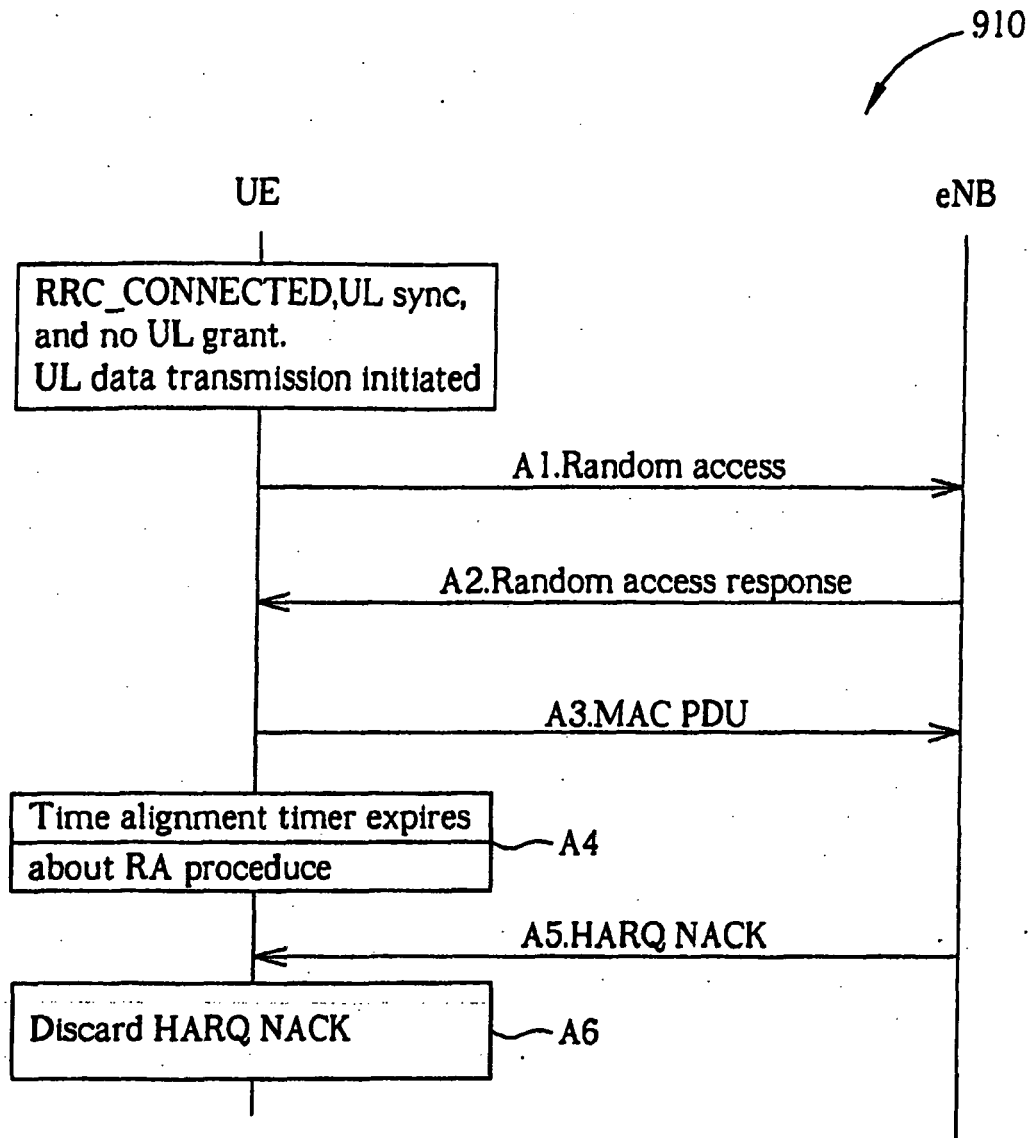 910
UE
eNB
RRC_CONNECTED,UL sync,
and no UL grant.
UL data transmission initiated
A1.Random access
A2.Random access response
A3.MAC PDU
Time alignment timer expires
A4
about RA proceduce
A5.HARQ NACK
Discard HARQ NACK
A6